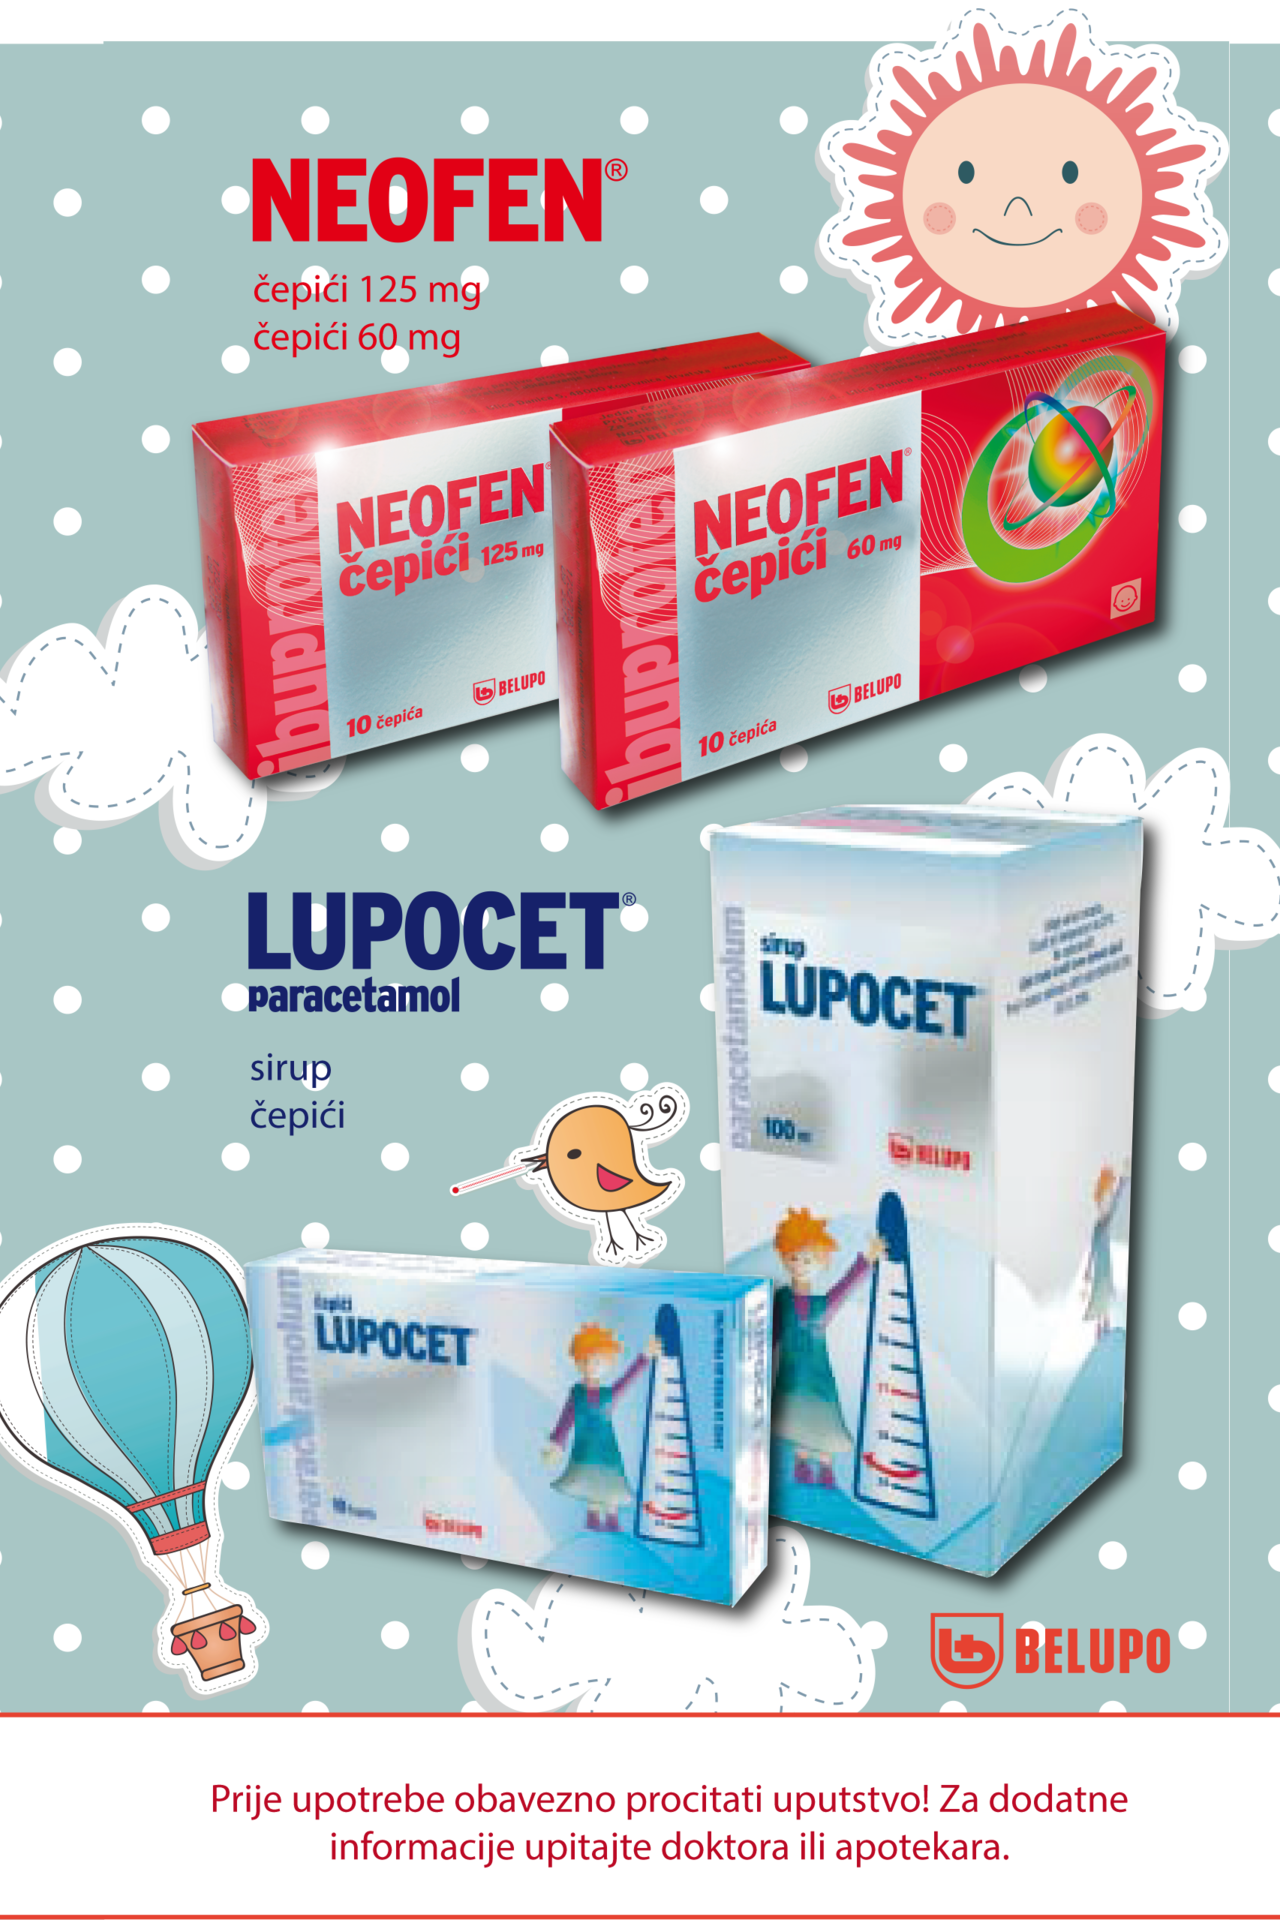 NEOFEN®
čepići 125 mg
čepići 60 mg
ibuprofen
NEOFEN®
čepići 125 mg
BELUPO
10 čepića
ibuprofen
NEOFEN®
čepići 60 mg
BELUPO
10 čepića
LUPOCET®
paracetamol
sirup
čepići
paracetamolum
sirup
LUPOCET
100
BELUPO
paracetamolum
čepići
LUPOCET
10
BELUPO
BELUPO
Prije upotrebe obavezno procitati uputstvo! Za dodatne
informacije upitajte doktora ili apotekara.